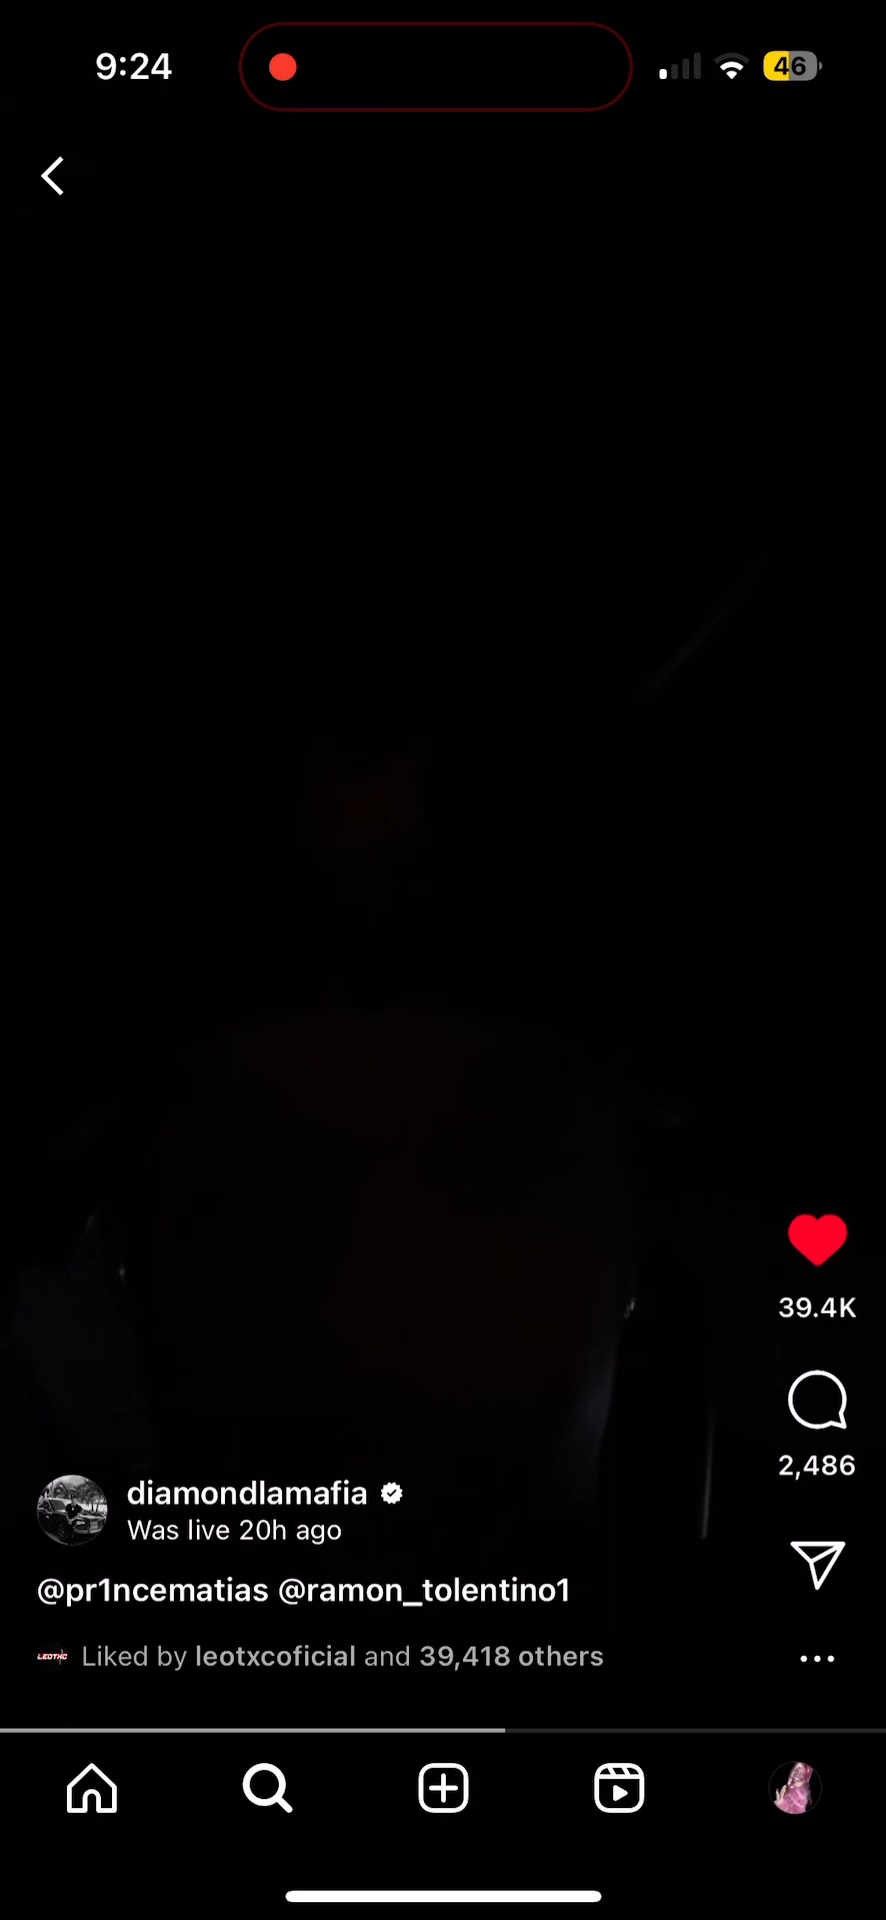 9:24
46
39.4K
2,486
diamondlamafia
Was live 20h ago
@pr1ncematias @ramon_tolentino1
LEOTXC
Liked by leotxcoficial and 39,418 others